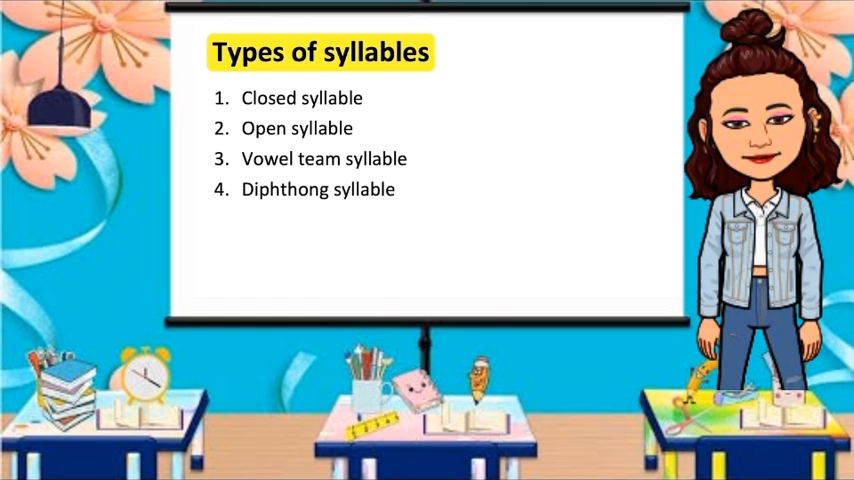 Types of syllables
1. Closed syllable
2. Open syllable
3. Vowel team syllable
4. Diphthong syllable